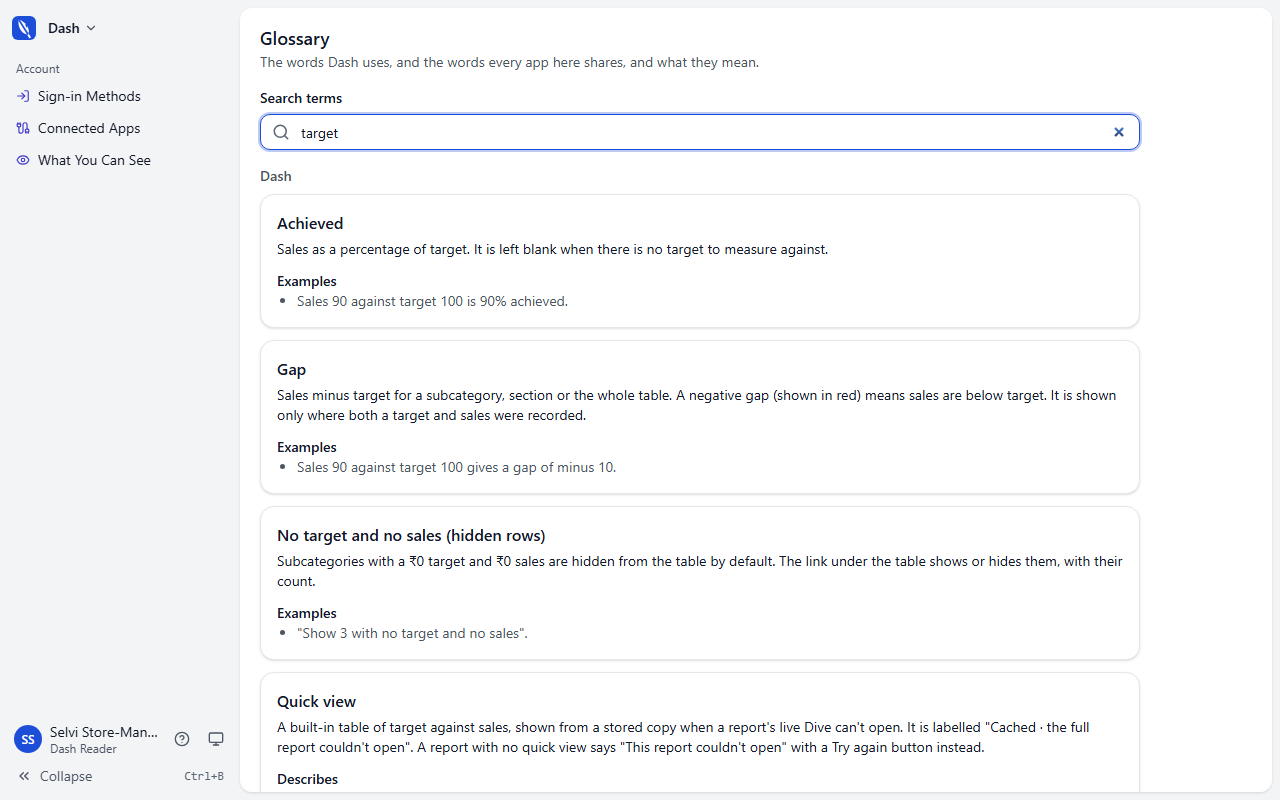 Dash
Account
Sign-in Methods
Connected Apps
What You Can See
Selvi Store-Man...
SS
Dash Reader
Collapse
Ctrl+B
Glossary
The words Dash uses, and the words every app here shares, and what they mean.
Search terms
target
Dash
Achieved
Sales as a percentage of target. It is left blank when there is no target to measure against.
Examples
• Sales 90 against target 100 is 90% achieved.
Gap
Sales minus target for a subcategory, section or the whole table. A negative gap (shown in red) means sales are below target. It is shown
only where both a target and sales were recorded.
Examples
• Sales 90 against target 100 gives a gap of minus 10.
No target and no sales (hidden rows)
Subcategories with a ₹0 target and ₹0 sales are hidden from the table by default. The link under the table shows or hides them, with their
count.
Examples
• "Show 3 with no target and no sales".
Quick view
A built-in table of target against sales, shown from a stored copy when a report's live Dive can't open. It is labelled "Cached · the full
report couldn't open". A report with no quick view says "This report couldn't open" with a Try again button instead.
Describes